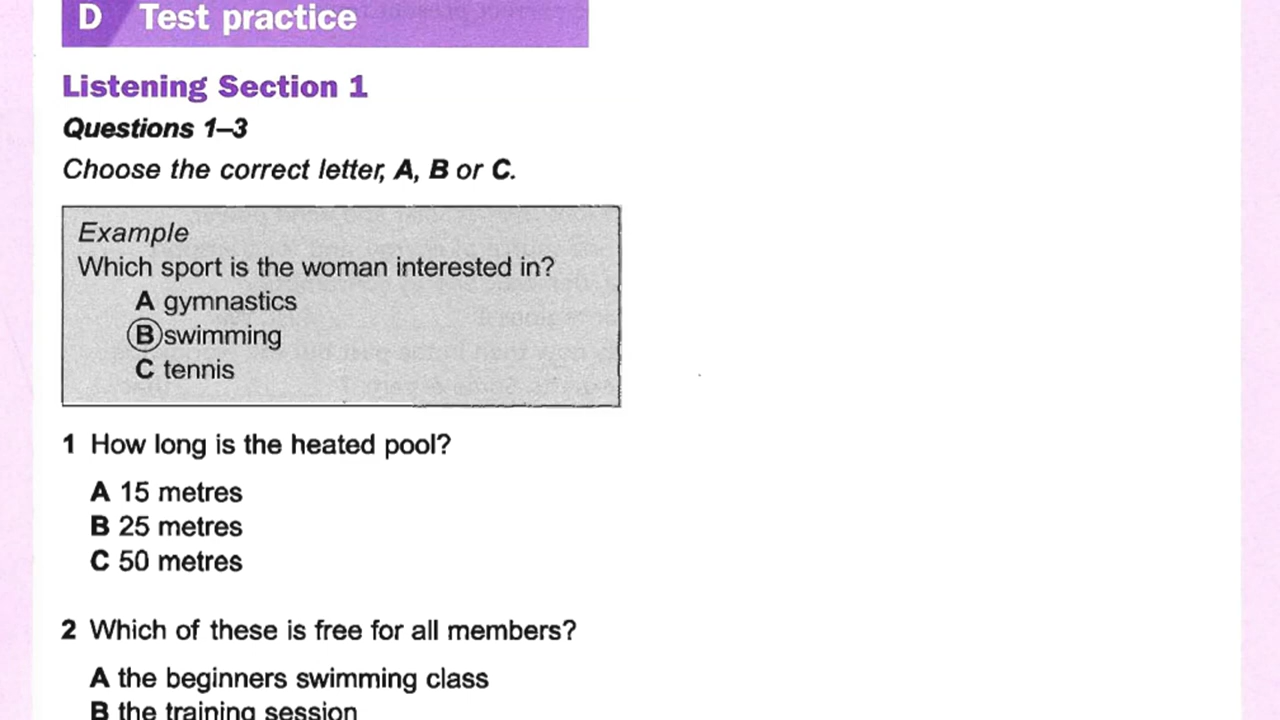 D Test practice
Listening Section 1
Questions 1–3
Choose the correct letter, A, B or C.
Example
Which sport is the woman interested in?
A gymnastics
B swimming
C tennis
1 How long is the heated pool?
A 15 metres
B 25 metres
C 50 metres
2 Which of these is free for all members?
A the beginners swimming class
B the training session